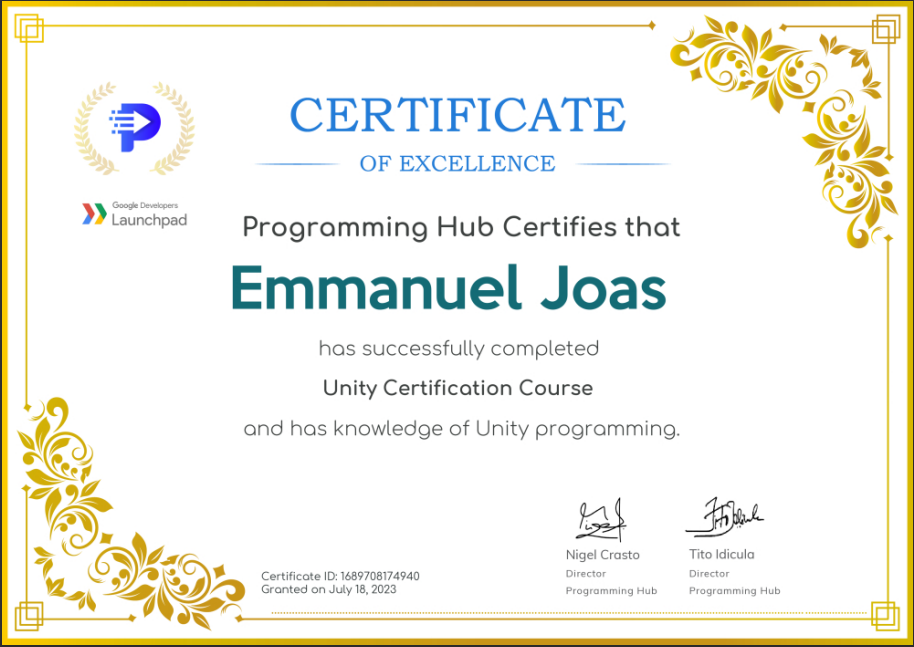 CERTIFICATE
OF EXCELLENCE
Google Developers
Launchpad
Programming Hub Certifies that
Emmanuel Joas
has successfully completed
Unity Certification Course
and has knowledge of Unity programming.
Nigel Crasto
Director
Programming Hub
Tito Idicula
Director
Programming Hub
Certificate ID: 1689708174940
Granted on July 18, 2023